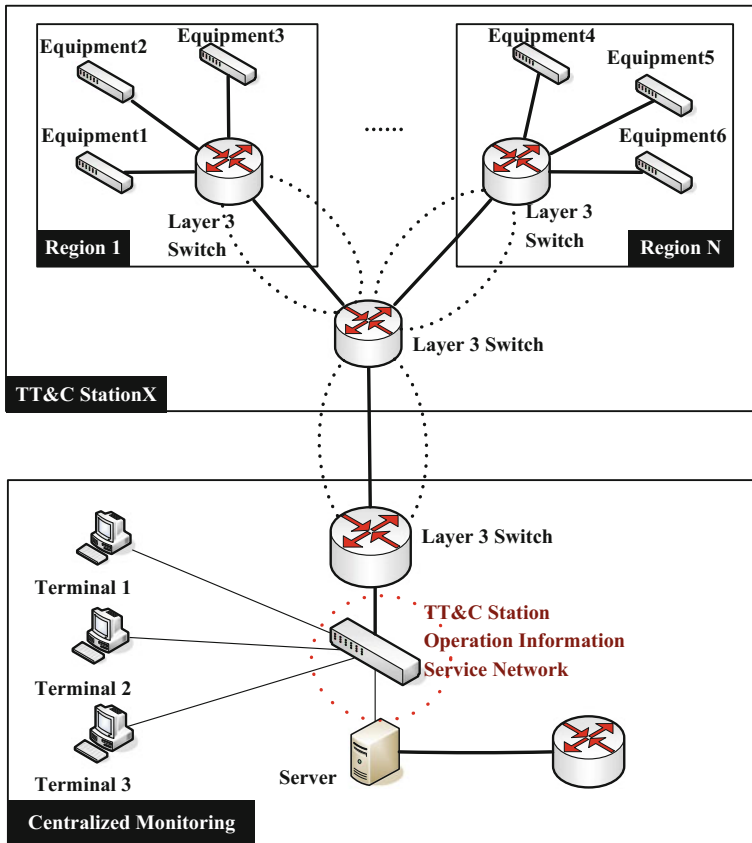 Equipment3
Equipment2
Equipment1
Layer 3
Switch
Region 1
......
Equipment4
Equipment5
Equipment6
Layer 3
Switch
Region N
Layer 3 Switch
TT&C StationX
Layer 3 Switch
Terminal 1
Terminal 2
Terminal 3
TT&C Station
Operation Information
Service Network
Server
Centralized Monitoring